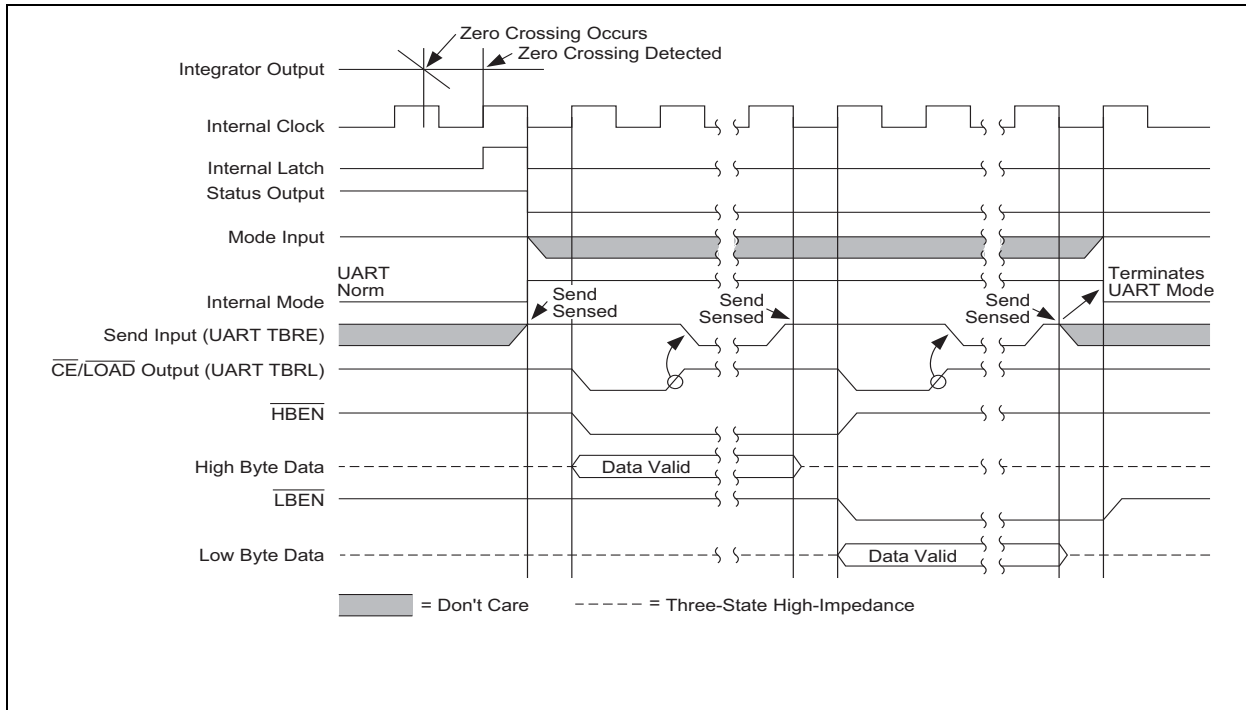 Zero Crossing Occurs
Zero Crossing Detected
Integrator Output
Internal Clock
Internal Latch
Status Output
Mode Input
UART
Norm
Internal Mode
Terminates
UART Mode
Send
Sensed
Send
Sensed
Send
Sensed
Send Input (UART TBRE)
CE/LOAD Output (UART TBRL)
HBEN
High Byte Data
Data Valid
LBEN
Low Byte Data
Data Valid
= Don't Care
= Three-State High-Impedance